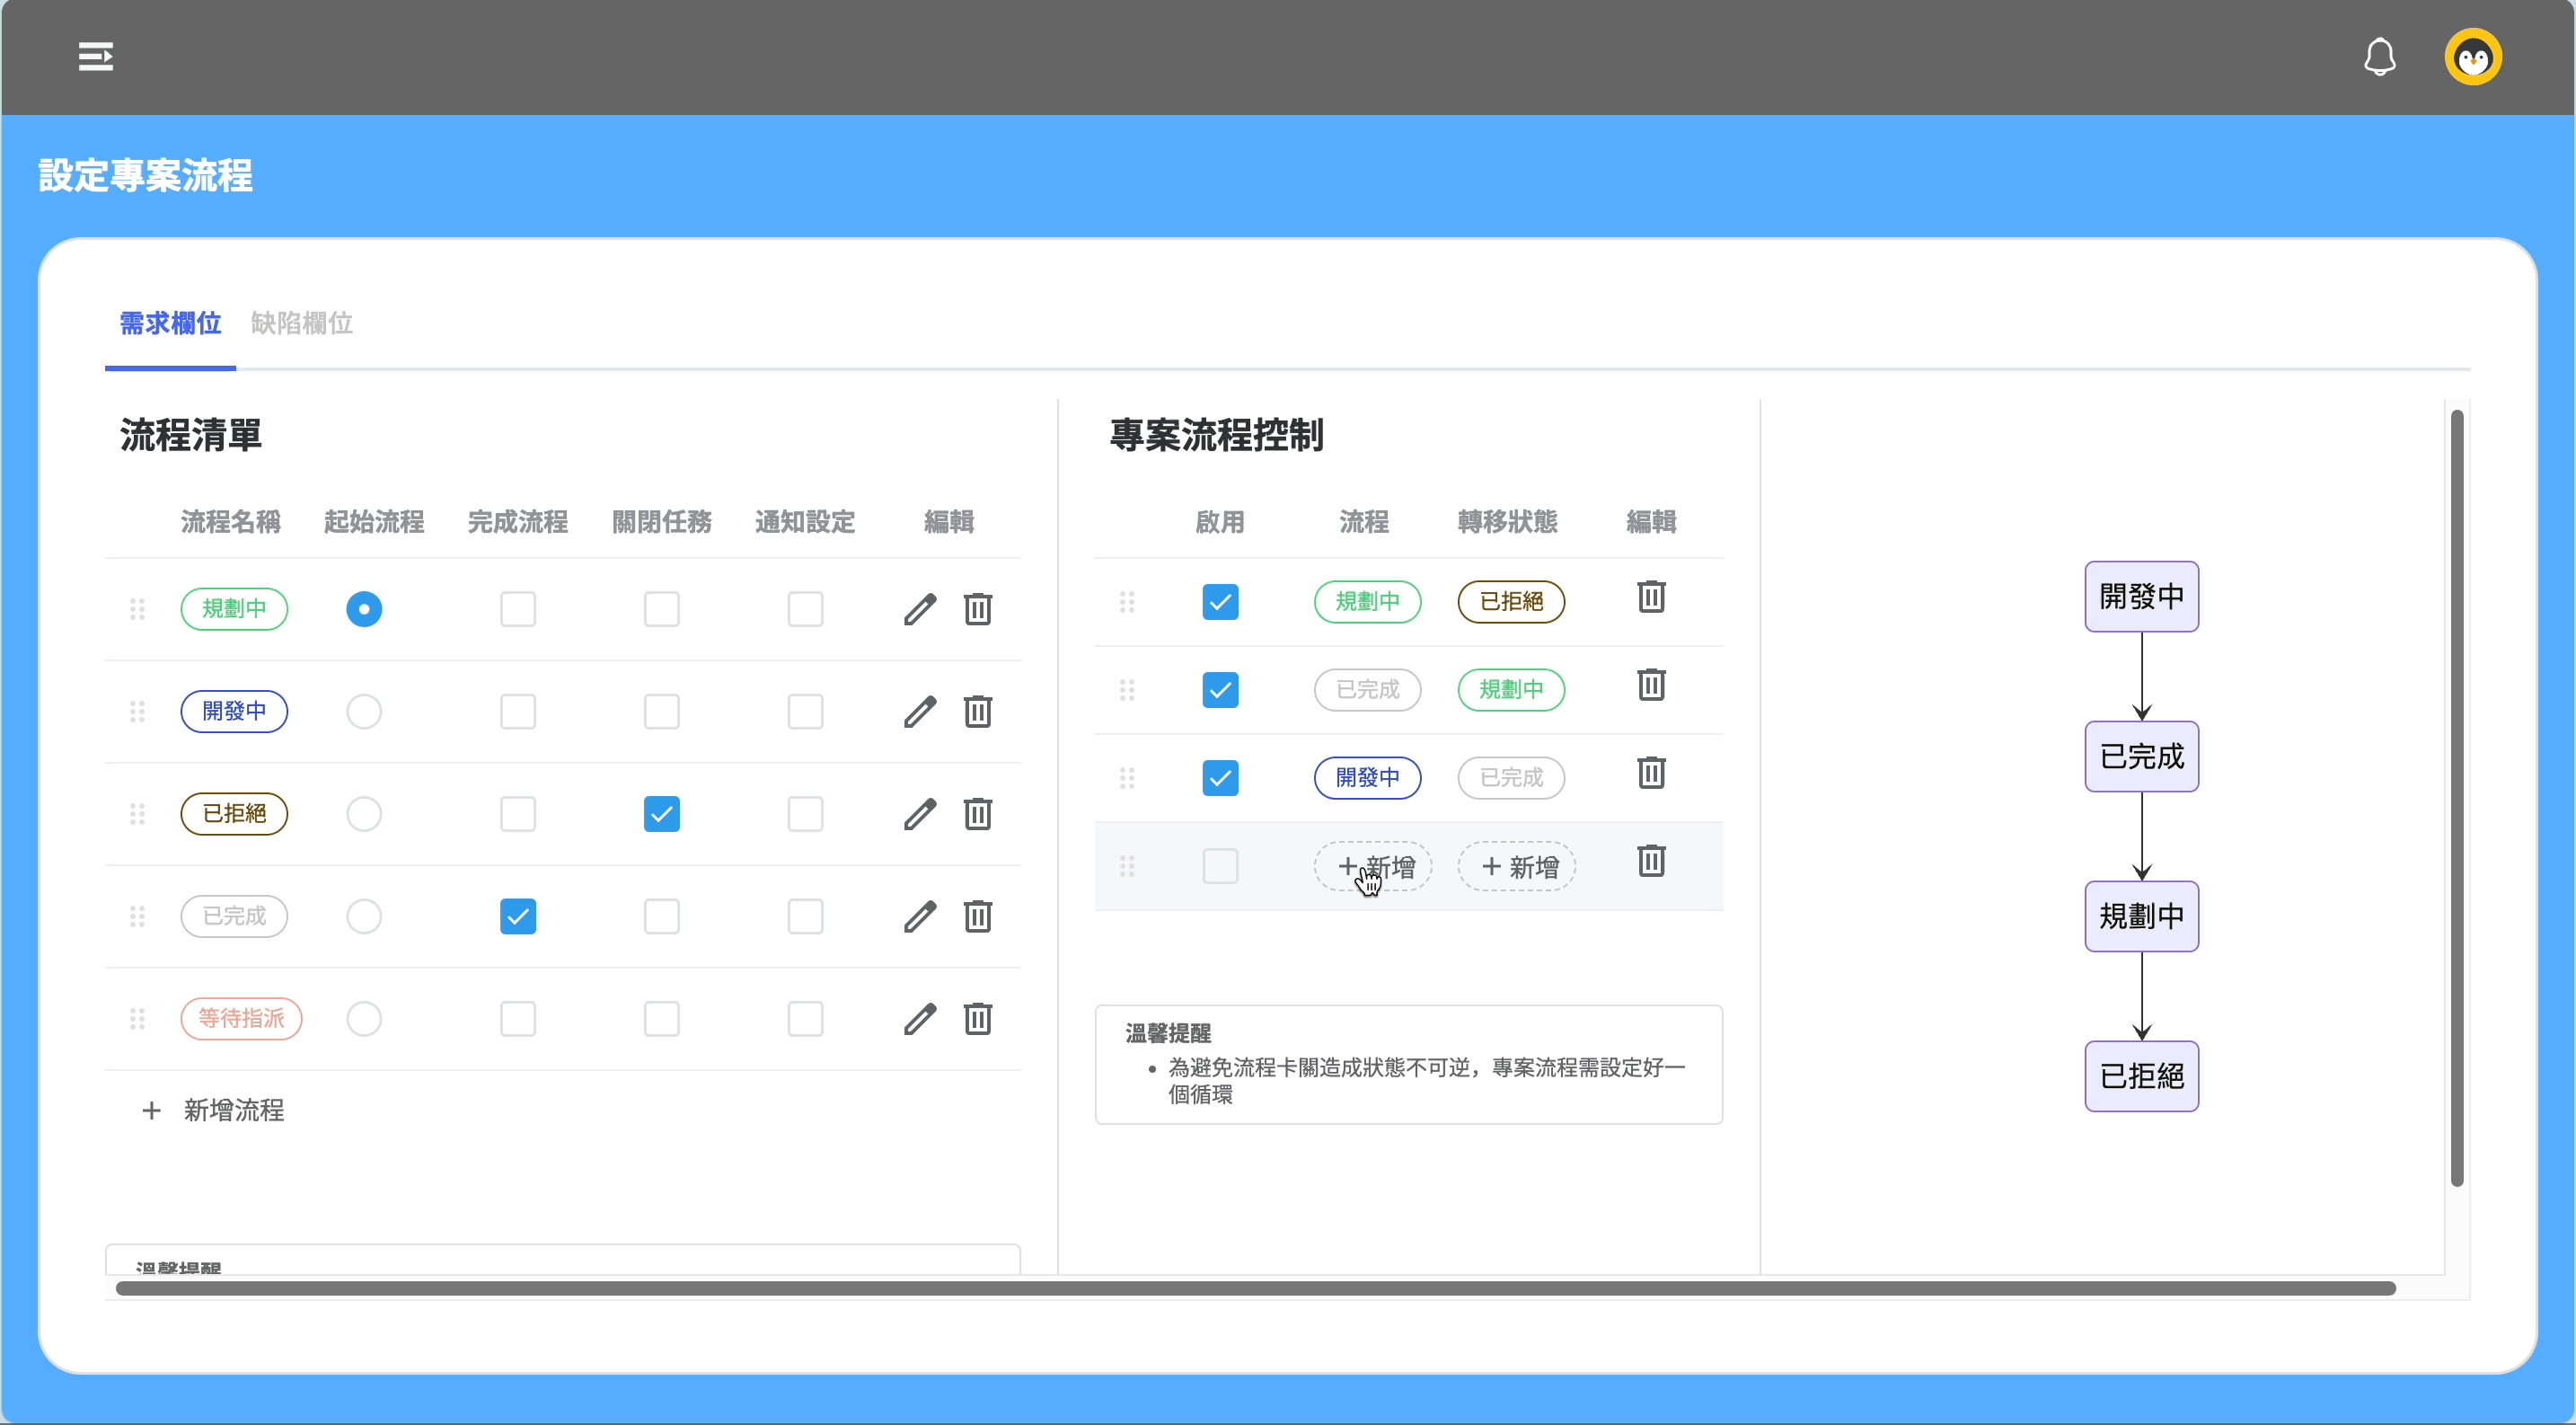 設定專案流程
需求欄位 缺陷欄位
流程清單
流程名稱 起始流程 完成流程 關閉任務 通知設定 編輯
規劃中
開發中
已拒絕
已完成
等待指派
+ 新增流程
溫馨提醒
專案流程控制
啟用 流程 轉移狀態 編輯
規劃中 已拒絕
已完成 規劃中
開發中 已完成
+ 新增 + 新增
溫馨提醒
• 為避免流程卡關造成狀態不可逆，專案流程需設定好一
個循環
開發中
已完成
規劃中
已拒絕